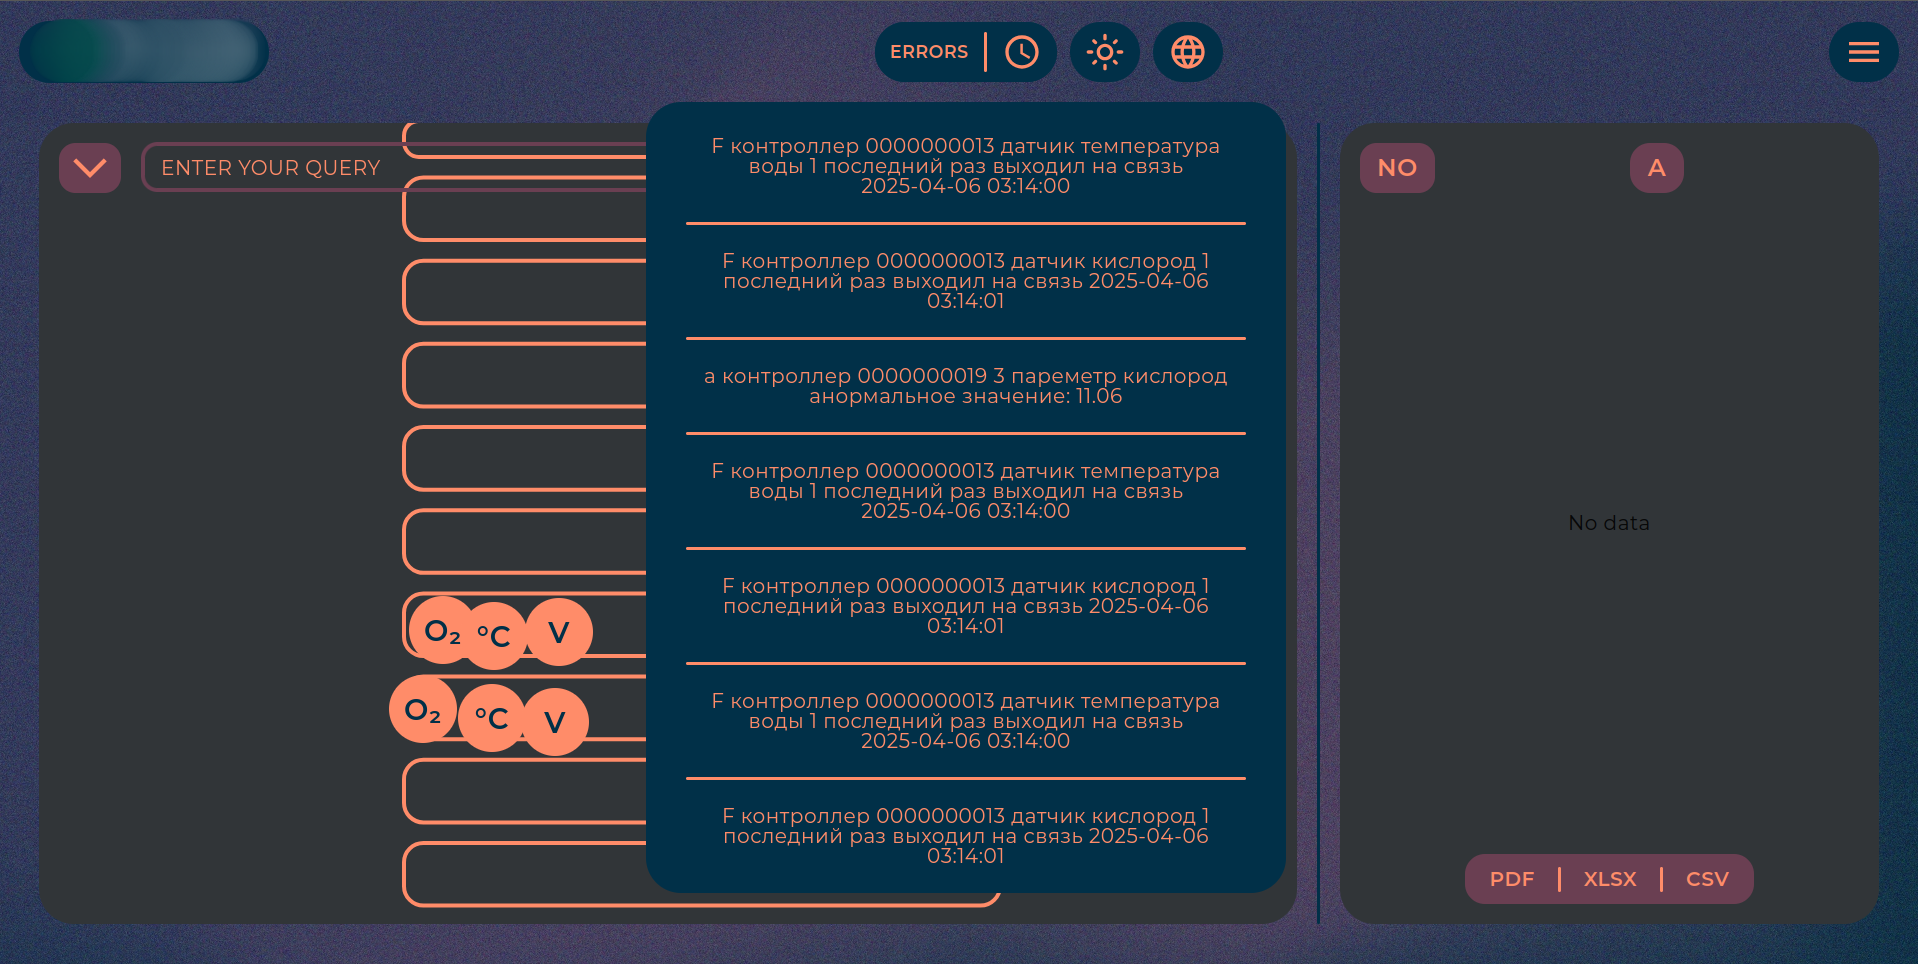 ERRORS
ENTER YOUR QUERY
F контроллер 0000000013 датчик температура
воды 1 последний раз выходил на связь
2025-04-06 03:14:00
F контроллер 0000000013 датчик кислород 1
последний раз выходил на связь 2025-04-06
03:14:01
а контроллер 0000000019 3 пареметр кислород
анормальное значение: 11.06
F контроллер 0000000013 датчик температура
воды 1 последний раз выходил на связь
2025-04-06 03:14:00
F контроллер 0000000013 датчик кислород 1
последний раз выходил на связь 2025-04-06
03:14:01
F контроллер 0000000013 датчик температура
воды 1 последний раз выходил на связь
2025-04-06 03:14:00
F контроллер 0000000013 датчик кислород 1
последний раз выходил на связь 2025-04-06
03:14:01
O₂ °C V
O₂ °C V
NO A
No data
PDF XLSX CSV